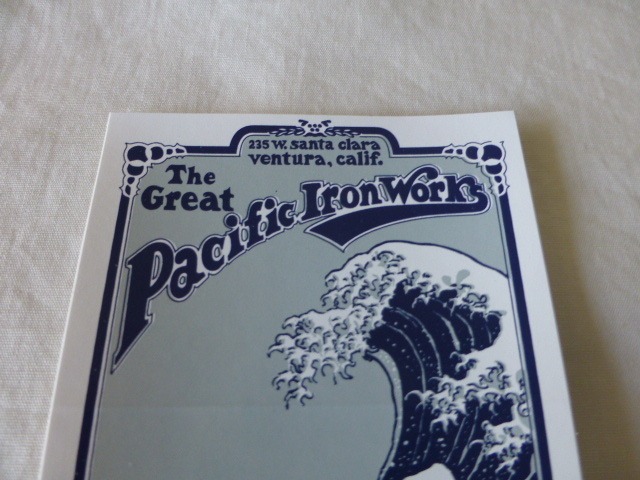 235 W. santa clara
ventura, calif.
The
Great
Pacific Iron Works